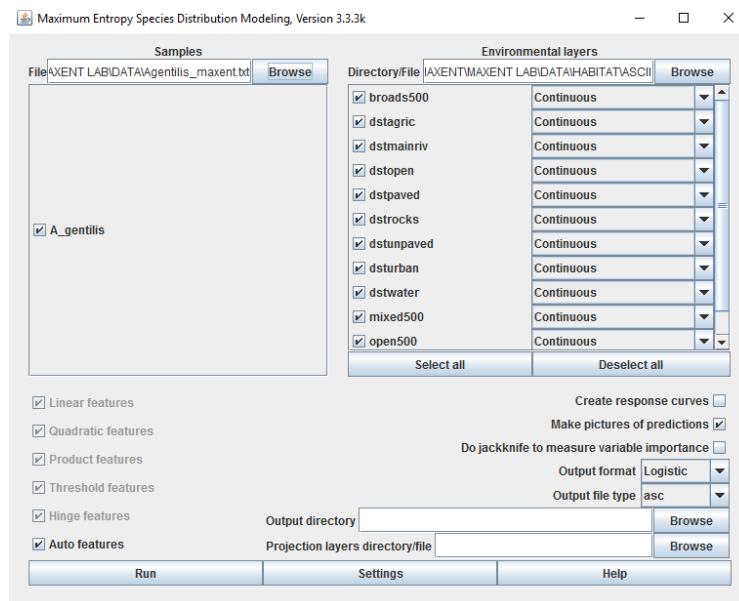 Maximum Entropy Species Distribution Modeling, Version 3.3.3k
Samples
File AXENT LAB\DATA\Agentilis_maxent.txt Browse
Environmental layers
Directory/File IAXENT\MAXENT LAB\DATA\HABITAT\ASCII Browse
A_gentilis
broads500 Continuous
dstagric Continuous
dstmainriv Continuous
dstopen Continuous
dstpaved Continuous
dstrocks Continuous
dstunpaved Continuous
dsturban Continuous
dstwater Continuous
mixed500 Continuous
open500 Continuous
Select all Deselect all
Linear features
Quadratic features
Product features
Threshold features
Hinge features
Auto features
Create response curves
Make pictures of predictions
Do jackknife to measure variable importance
Output format Logistic
Output file type asc
Output directory Browse
Projection layers directory/file Browse
Run Settings Help